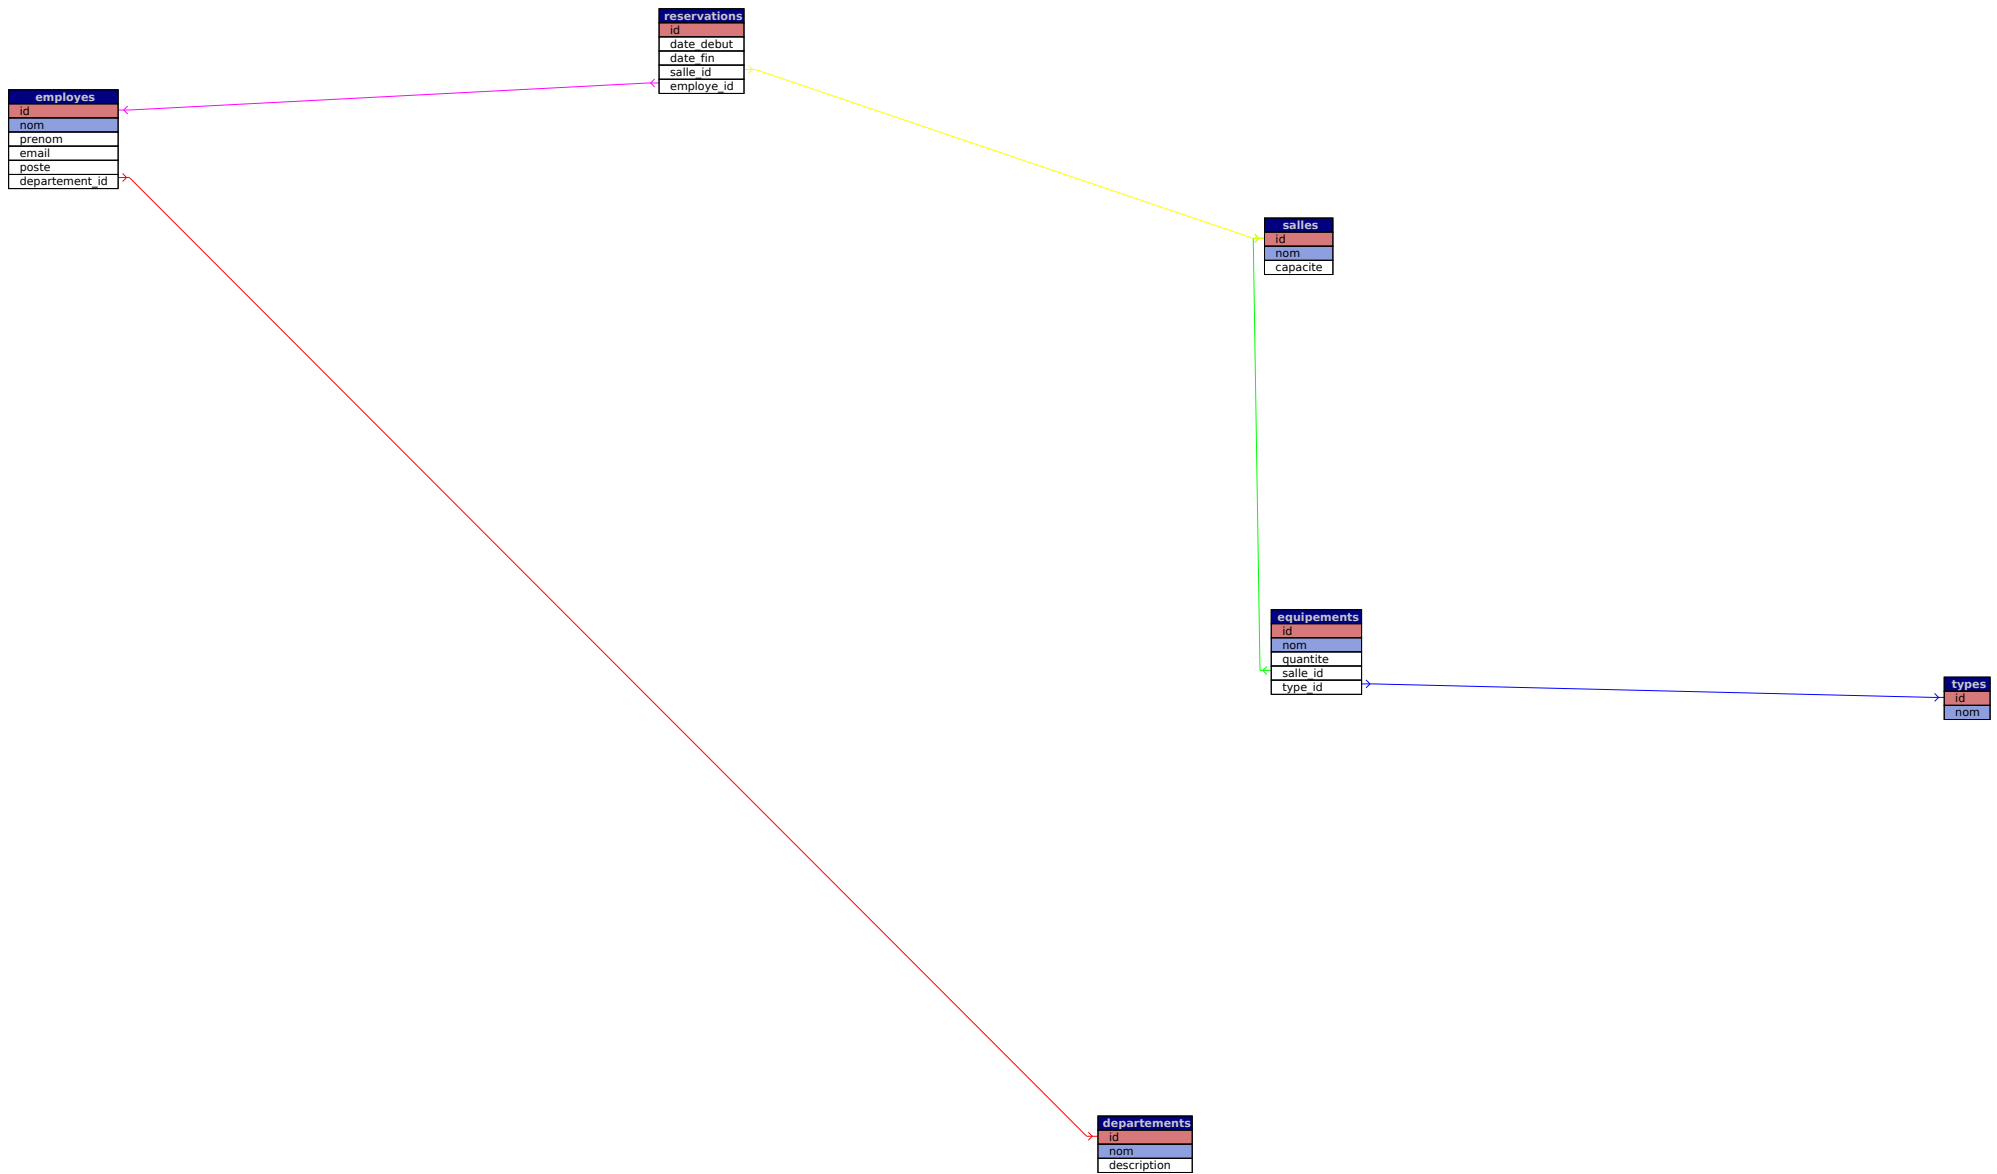 reservations
id
date_debut
date_fin
salle_id
employe_id
employes
id
nom
prenom
email
poste
departement_id
salles
id
nom
capacite
equipements
id
nom
quantite
salle_id
type_id
types
id
nom
departements
id
nom
description